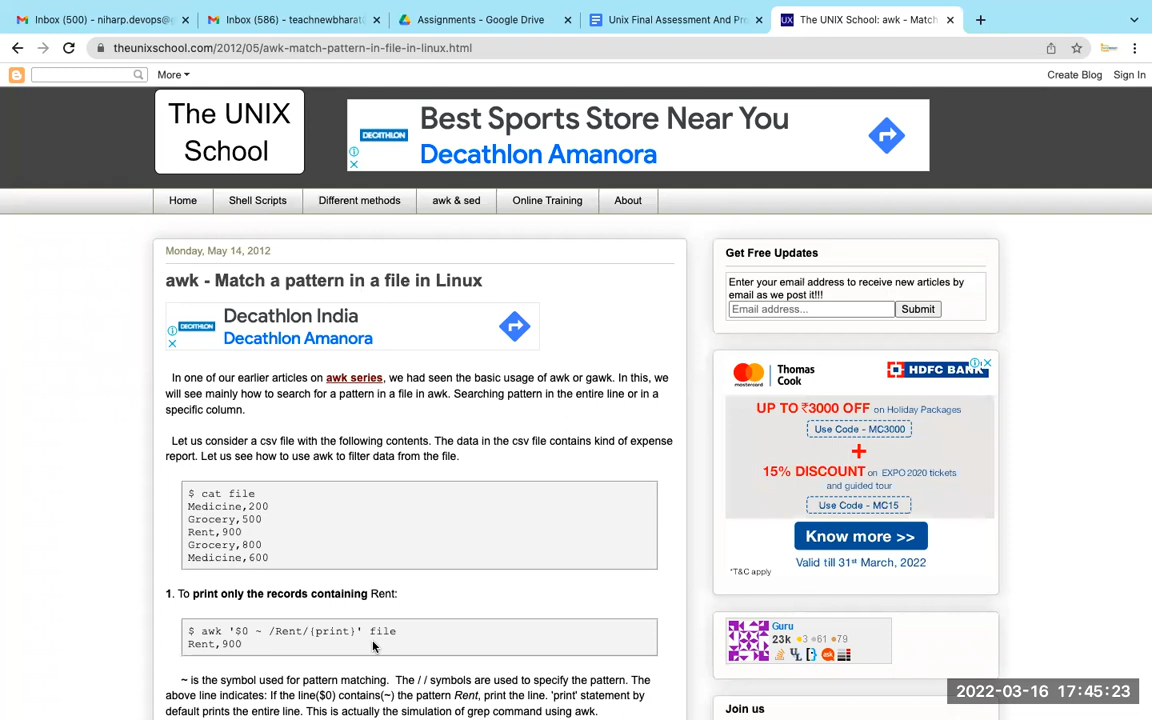 Inbox (500) - niharp.devops@g
Inbox (586) - teachnewbharat
Assignments - Google Drive
Unix Final Assessment And Pr
The UNIX School: awk - Match
theunixschool.com/2012/05/awk-match-pattern-in-file-in-linux.html
More
Create Blog
Sign In
The UNIX
School
DECATHLON
Best Sports Store Near You
Decathlon Amanora
Home
Shell Scripts
Different methods
awk & sed
Online Training
About
Monday, May 14, 2012
awk - Match a pattern in a file in Linux
DECATHLON
Decathlon India
Decathlon Amanora
In one of our earlier articles on awk series, we had seen the basic usage of awk or gawk. In this, we
will see mainly how to search for a pattern in a file in awk. Searching pattern in the entire line or in a
specific column.
Let us consider a csv file with the following contents. The data in the csv file contains kind of expense
report. Let us see how to use awk to filter data from the file.
$ cat file
Medicine,200
Grocery,500
Rent,900
Grocery,800
Medicine,600
1. To print only the records containing Rent:
$ awk '$0 ~ /Rent/{print}' file
Rent,900
~ is the symbol used for pattern matching. The / / symbols are used to specify the pattern. The
above line indicates: If the line($0) contains(~) the pattern Rent, print the line. 'print' statement by
default prints the entire line. This is actually the simulation of grep command using awk.
Get Free Updates
Enter your email address to receive new articles by
email as we post it!!!
Email address...
Submit
mastercard
Thomas
Cook
HDFC BANK
UP TO ₹3000 OFF on Holiday Packages
Use Code - MC3000
+
15% DISCOUNT on EXPO 2020 tickets
and guided tour
Use Code - MC15
Know more >>
Valid till 31st March, 2022
*T&C apply
Guru
23k 3 61 79
2022-03-16 17:45:23
Join us